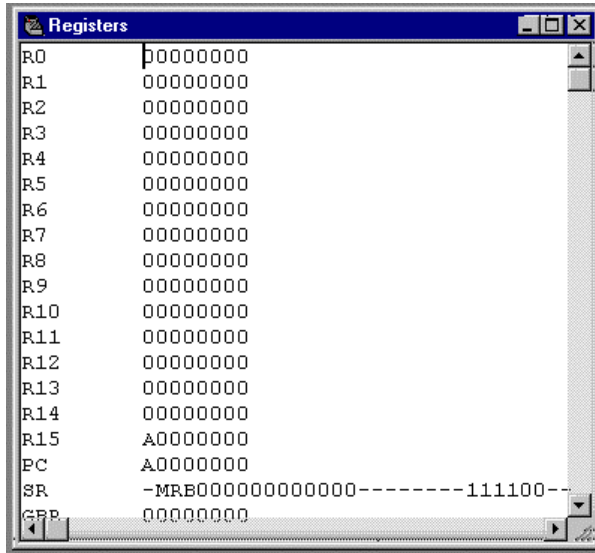 Registers
R0 00000000
R1 00000000
R2 00000000
R3 00000000
R4 00000000
R5 00000000
R6 00000000
R7 00000000
R8 00000000
R9 00000000
R10 00000000
R11 00000000
R12 00000000
R13 00000000
R14 00000000
R15 A0000000
PC A0000000
SR -MRB000000000000--------111100--
GBR 00000000